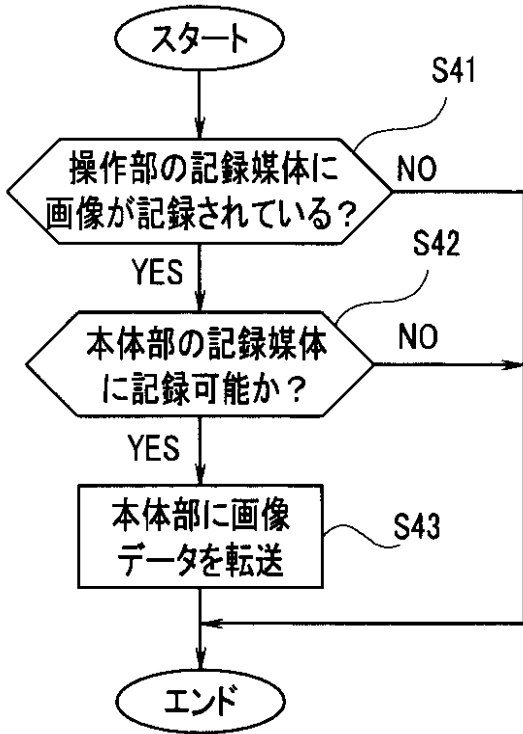 スタート
S41
操作部の記録媒体に
画像が記録されている？
NO
YES
S42
本体部の記録媒体
に記録可能か？
NO
YES
本体部に画像
データを転送
S43
エンド